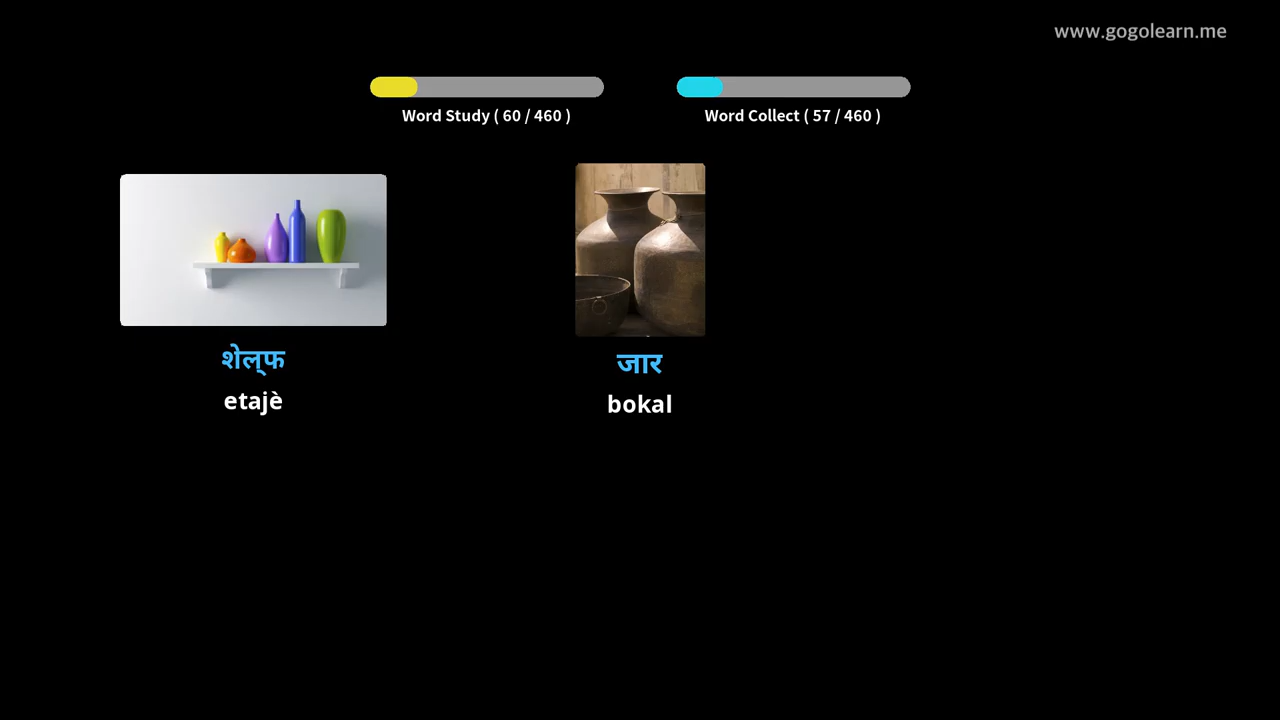 www.gogolearn.me
Word Study ( 60 / 460 )
Word Collect ( 57 / 460 )
शेल्‌फ
etajè
जार
bokal